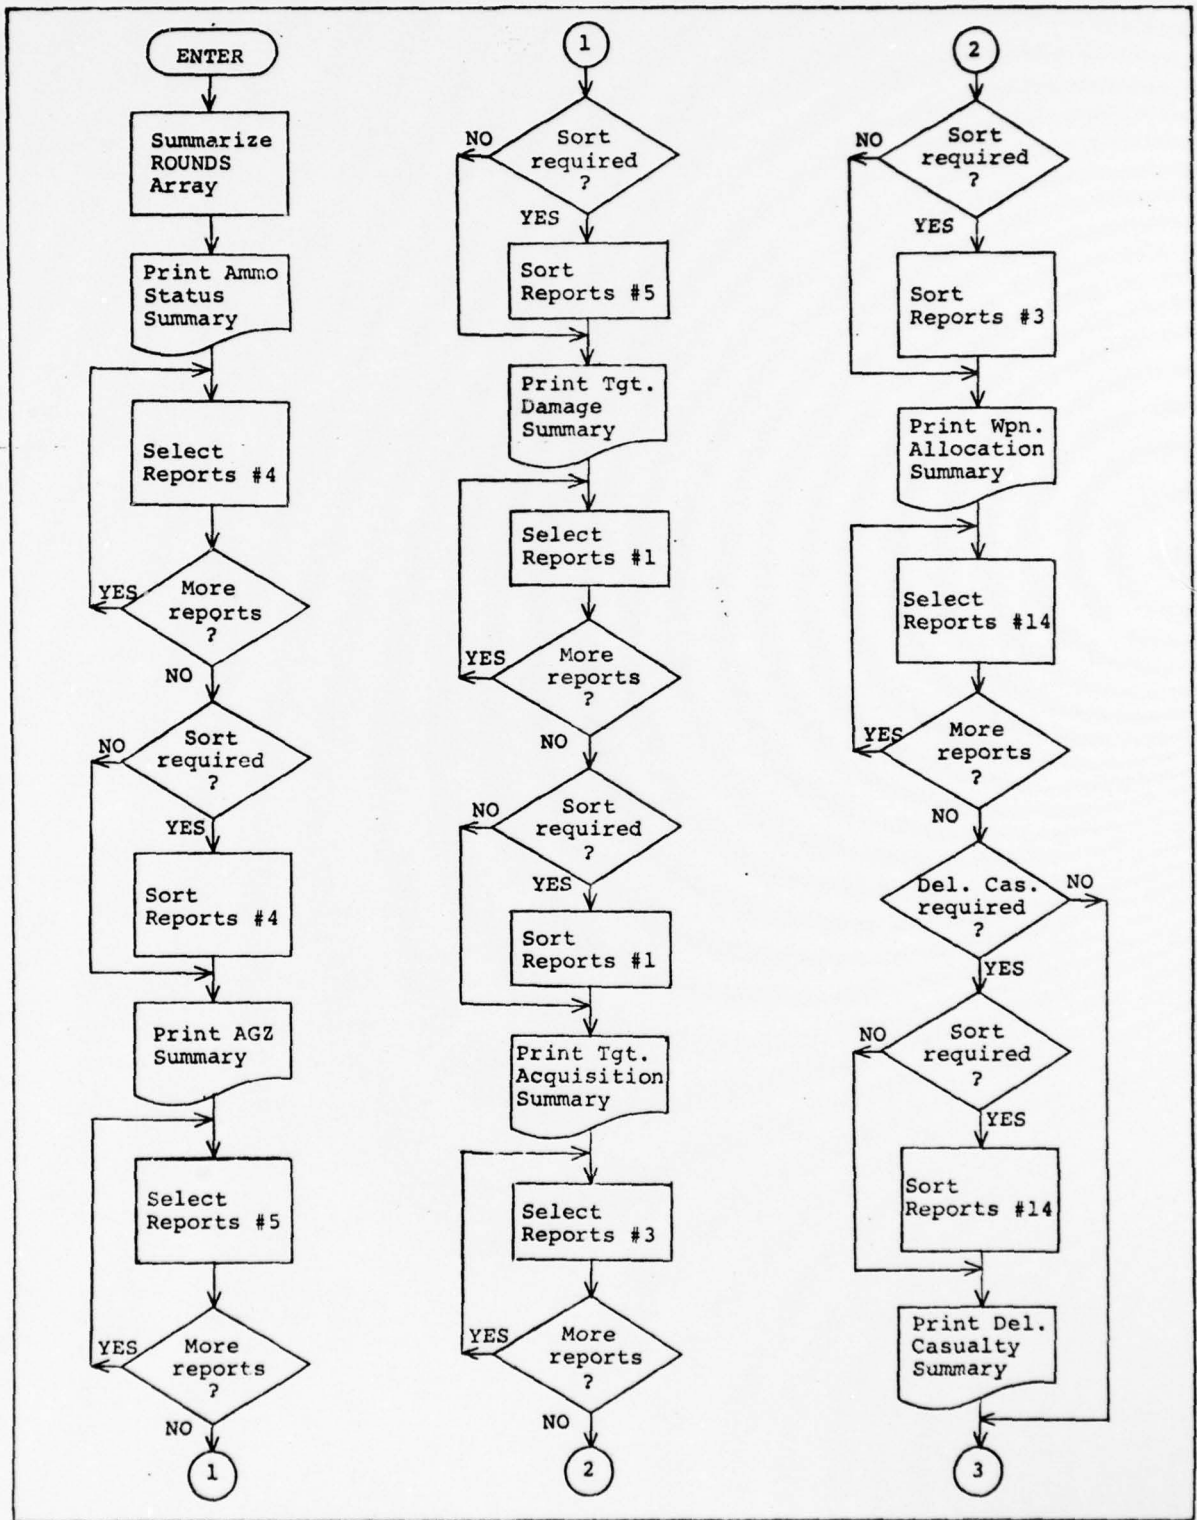 ENTER
Summarize
ROUNDS
Array
Print Ammo
Status
Summary
Select
Reports #4
More
reports
?
YES
NO
Sort
required
?
NO
YES
Sort
Reports #4
Print AGZ
Summary
Select
Reports #5
More
reports
?
YES
NO
1
1
Sort
required
?
NO
YES
Sort
Reports #5
Print Tgt.
Damage
Summary
Select
Reports #1
More
reports
?
YES
NO
Sort
required
?
NO
YES
Sort
Reports #1
Print Tgt.
Acquisition
Summary
Select
Reports #3
More
reports
?
YES
NO
2
2
Sort
required
?
NO
YES
Sort
Reports #3
Print Wpn.
Allocation
Summary
Select
Reports #14
More
reports
?
YES
NO
Del. Cas.
required
?
NO
YES
Sort
required
?
NO
YES
Sort
Reports #14
Print Del.
Casualty
Summary
3